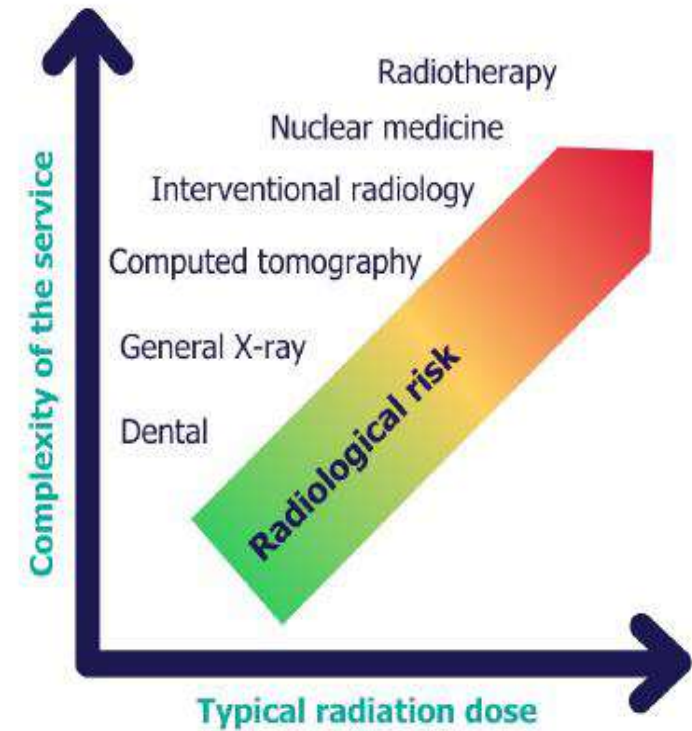 Radiotherapy
Nuclear medicine
Interventional radiology
Computed tomography
General X-ray
Dental
Radiological risk
Complexity of the service
Typical radiation dose